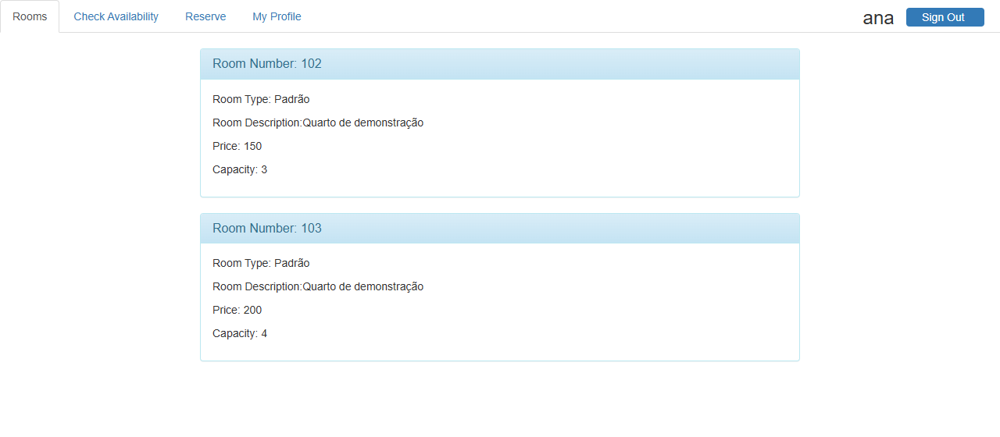 Rooms Check Availability Reserve My Profile ana Sign Out
Room Number: 102
Room Type: Padrão
Room Description:Quarto de demonstração
Price: 150
Capacity: 3
Room Number: 103
Room Type: Padrão
Room Description:Quarto de demonstração
Price: 200
Capacity: 4